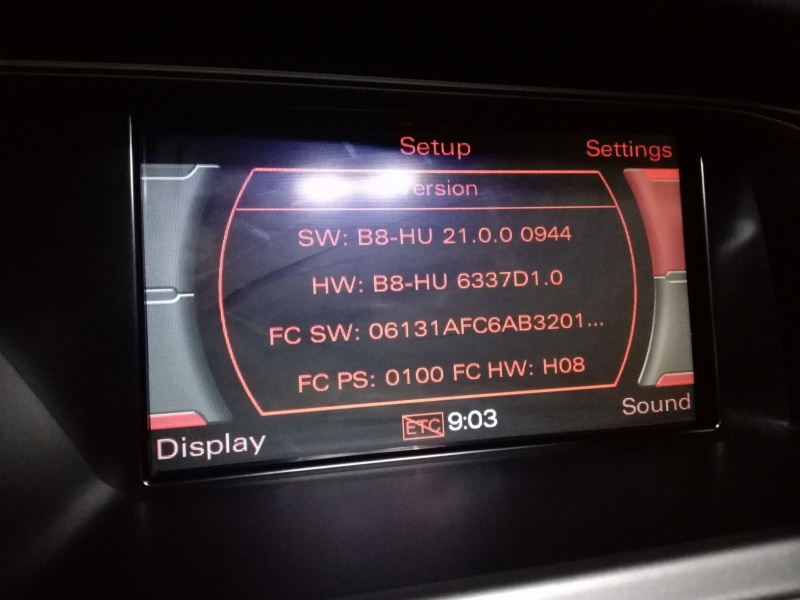 Setup
Settings
ersion
SW: B8-HU 21.0.0 0944
HW: B8-HU 6337D1.0
FC SW: 06131AFC6AB3201...
FC PS: 0100 FC HW: H08
Sound
ETC 9:03
Display